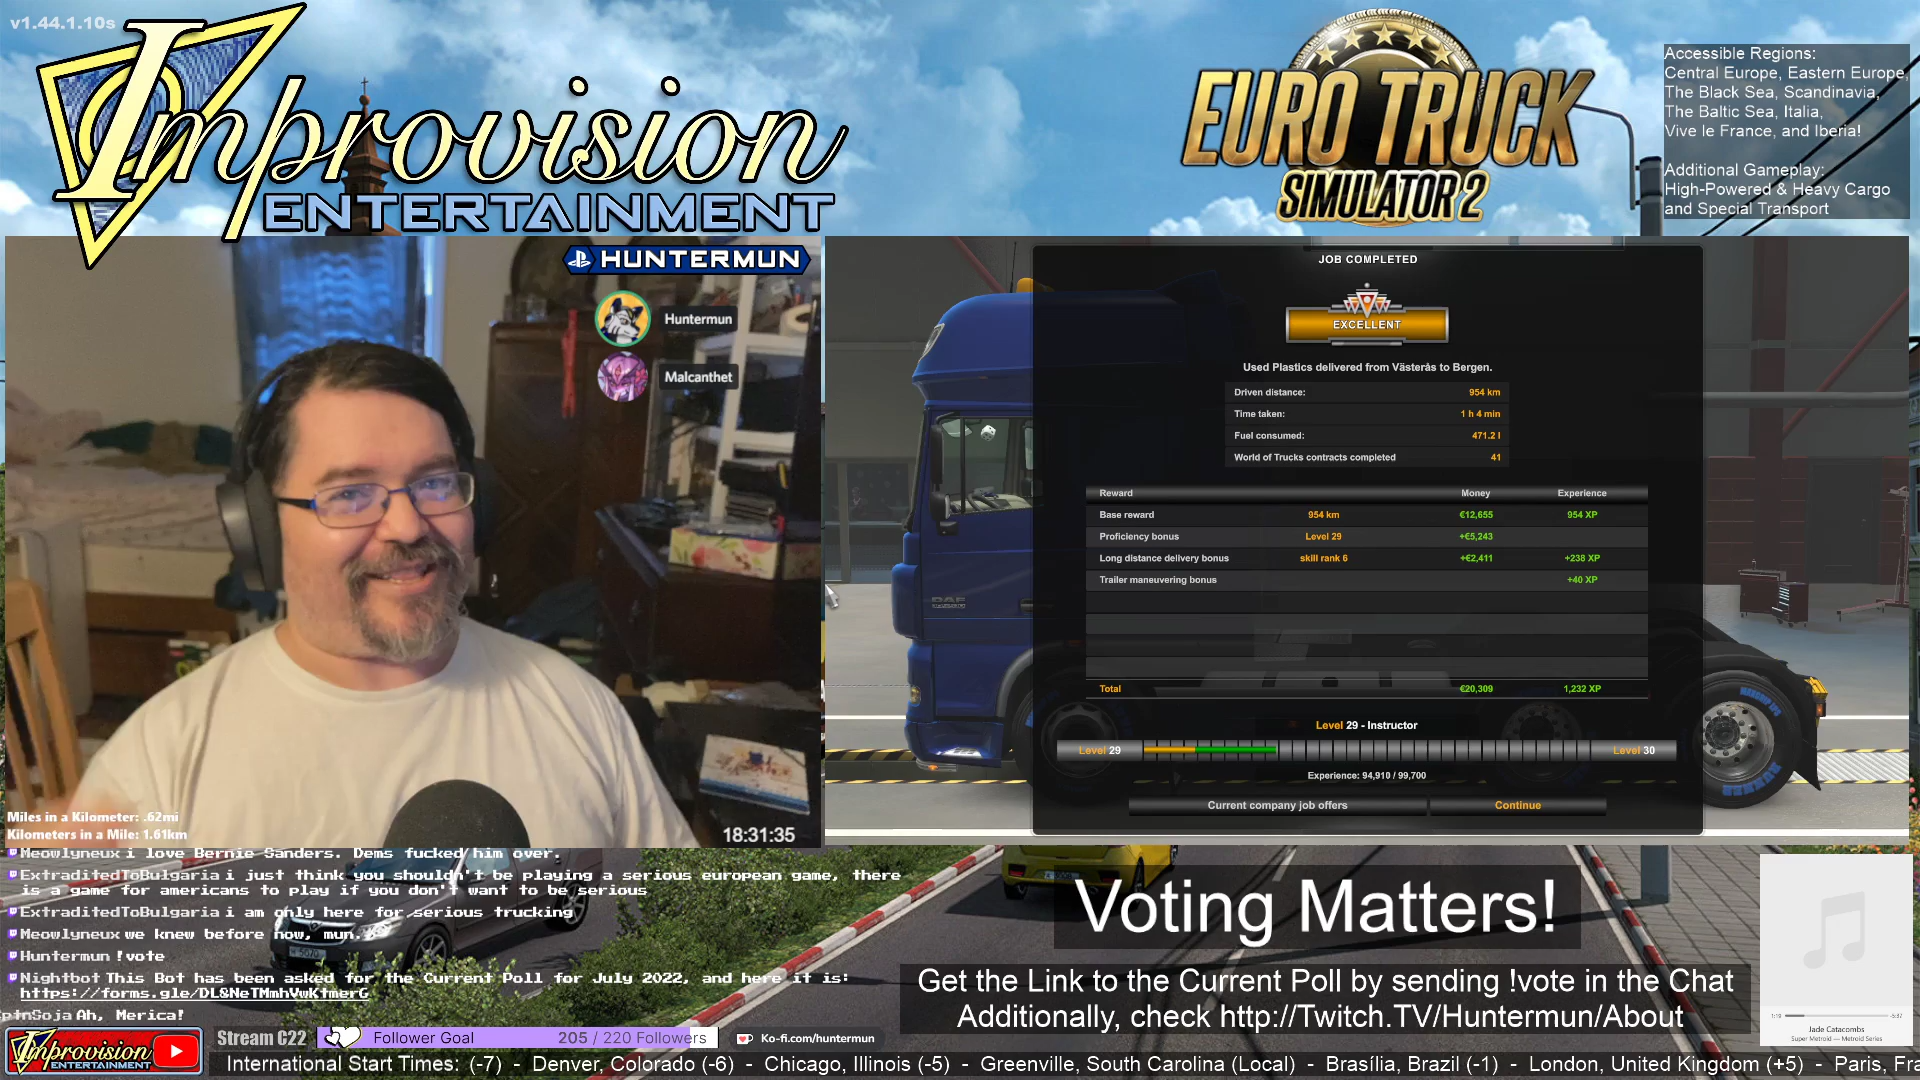 v1.44.1.10s
Improvision
ENTERTAINMENT
EURO TRUCK
SIMULATOR 2
Accessible Regions:
Central Europe, Eastern Europe,
The Black Sea, Scandinavia,
The Baltic Sea, Italia,
Vive le France, and Iberia!
Additional Gameplay:
High-Powered & Heavy Cargo
and Special Transport
HUNTERMUN
Huntermun
Malcanthet
Miles in a Kilometer: .62mi
Kilometers in a Mile: 1.61km
18:31:35
JOB COMPLETED
EXCELLENT
Used Plastics delivered from Västerås to Bergen.
Driven distance: 954 km
Time taken: 1 h 4 min
Fuel consumed: 471.2 l
World of Trucks contracts completed 41
Reward Money Experience
Base reward 954 km €12,655 954 XP
Proficiency bonus Level 29 +€5,243
Long distance delivery bonus skill rank 6 +€2,411 +238 XP
Trailer maneuvering bonus +40 XP
Total €20,309 1,232 XP
Level 29 - Instructor
Level 29 Level 30
Experience: 94,910 / 99,700
Current company job offers Continue
DAF
Meowlyneux i love Bernie Sanders. Dems fucked him over.
ExtraditedToBulgaria i just think you shouldn't be playing a serious european game, there
is a game for americans to play if you don't want to be serious
ExtraditedToBulgaria i am only here for serious trucking
Meowlyneux we knew before now, mun.
Huntermun !vote
Nightbot This Bot has been asked for the Current Poll for July 2022, and here it is:
pinSoja Ah, Merica!
Voting Matters!
Get the Link to the Current Poll by sending !vote in the Chat
Additionally, check http://Twitch.TV/Huntermun/About
1:19 -5:37
Jade Catacombs
Super Metroid — Metroid Series
Improvision
ENTERTAINMENT
Stream C22
Follower Goal 205 / 220 Followers
Ko-fi.com/huntermun
International Start Times: (-7) - Denver, Colorado (-6) - Chicago, Illinois (-5) - Greenville, South Carolina (Local) - Brasília, Brazil (-1) - London, United Kingdom (+5) - Paris, Fra